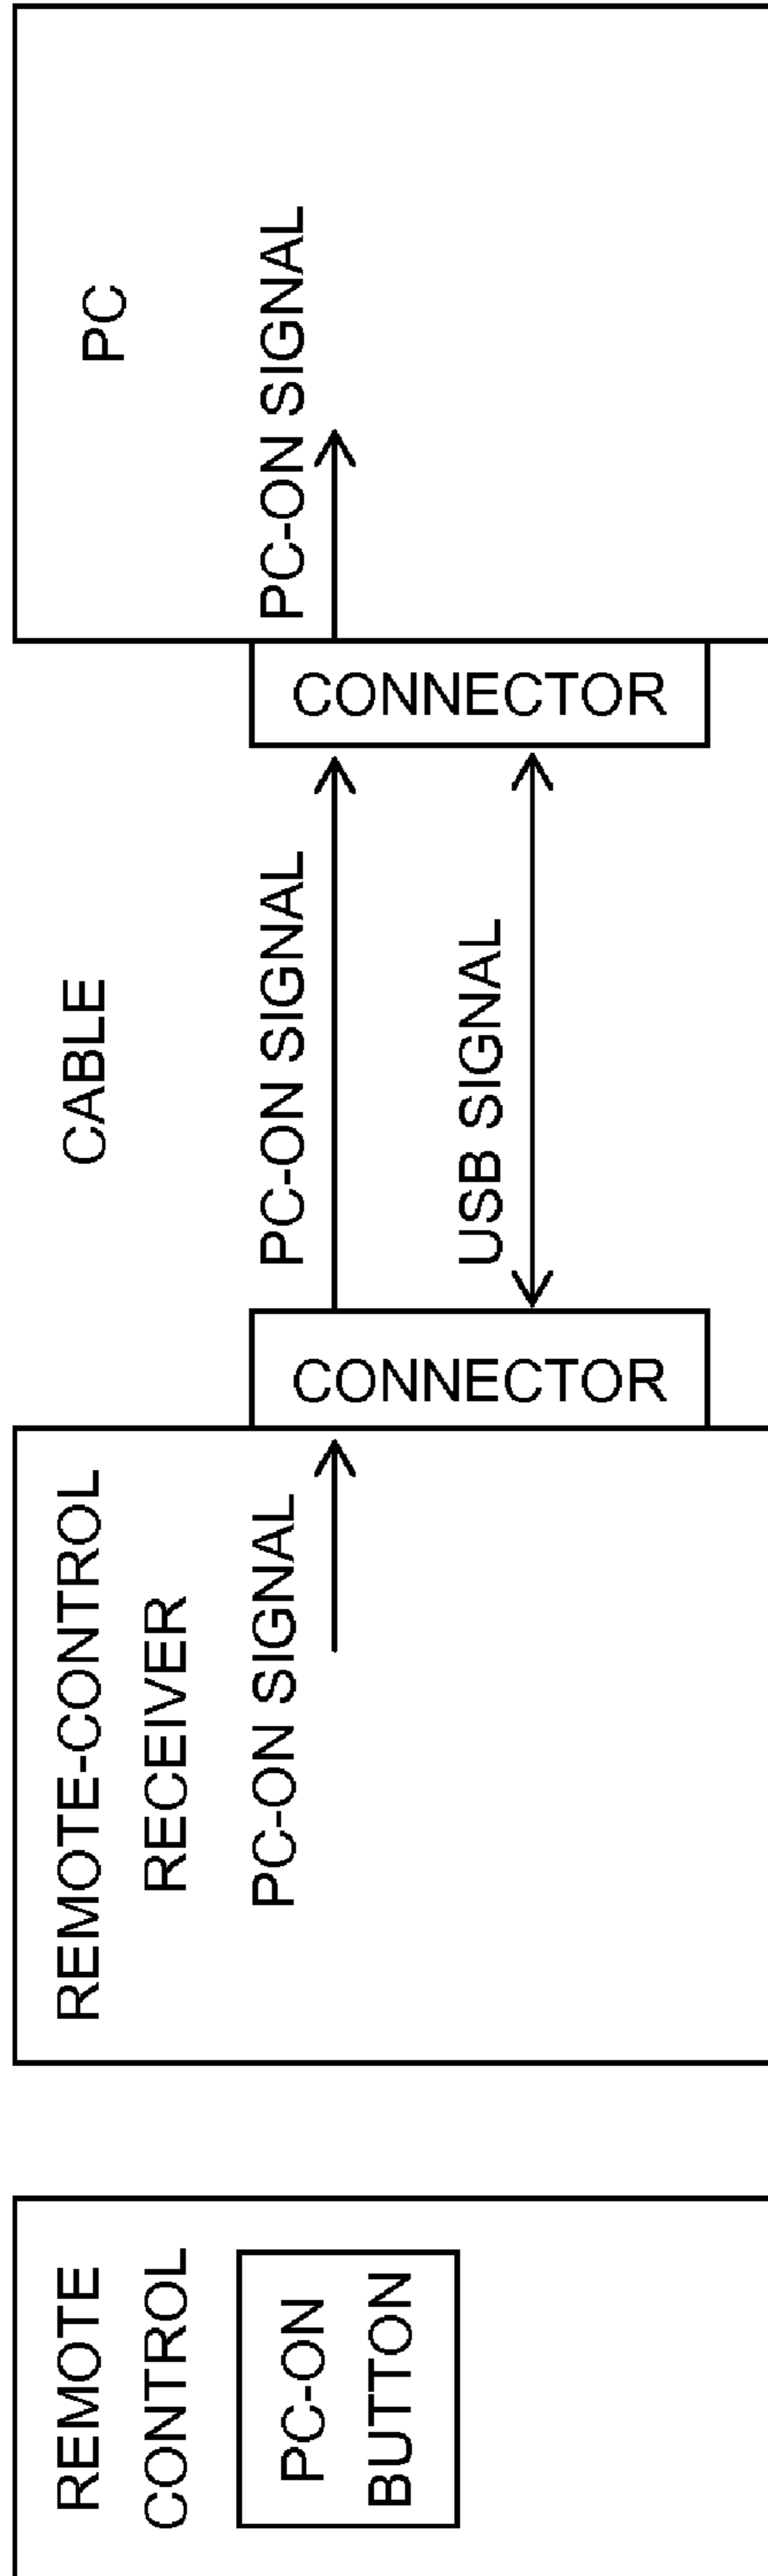 REMOTE
CONTROL
PC-ON
BUTTON
REMOTE-CONTROL
RECEIVER
PC-ON SIGNAL
CONNECTOR
CABLE
PC-ON SIGNAL
USB SIGNAL
CONNECTOR
PC
PC-ON SIGNAL